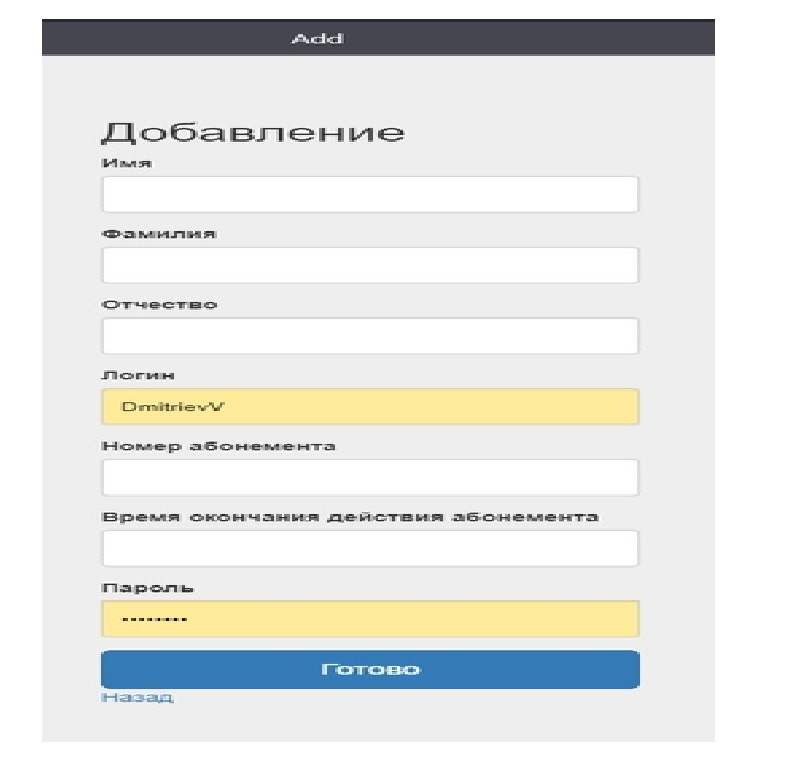 Add
Добавление
Имя
Фамилия
Отчество
Логин
DmitrievV
Номер абонемента
Время окончания действия абонемента
Пароль
••••••••
Готово
Назад